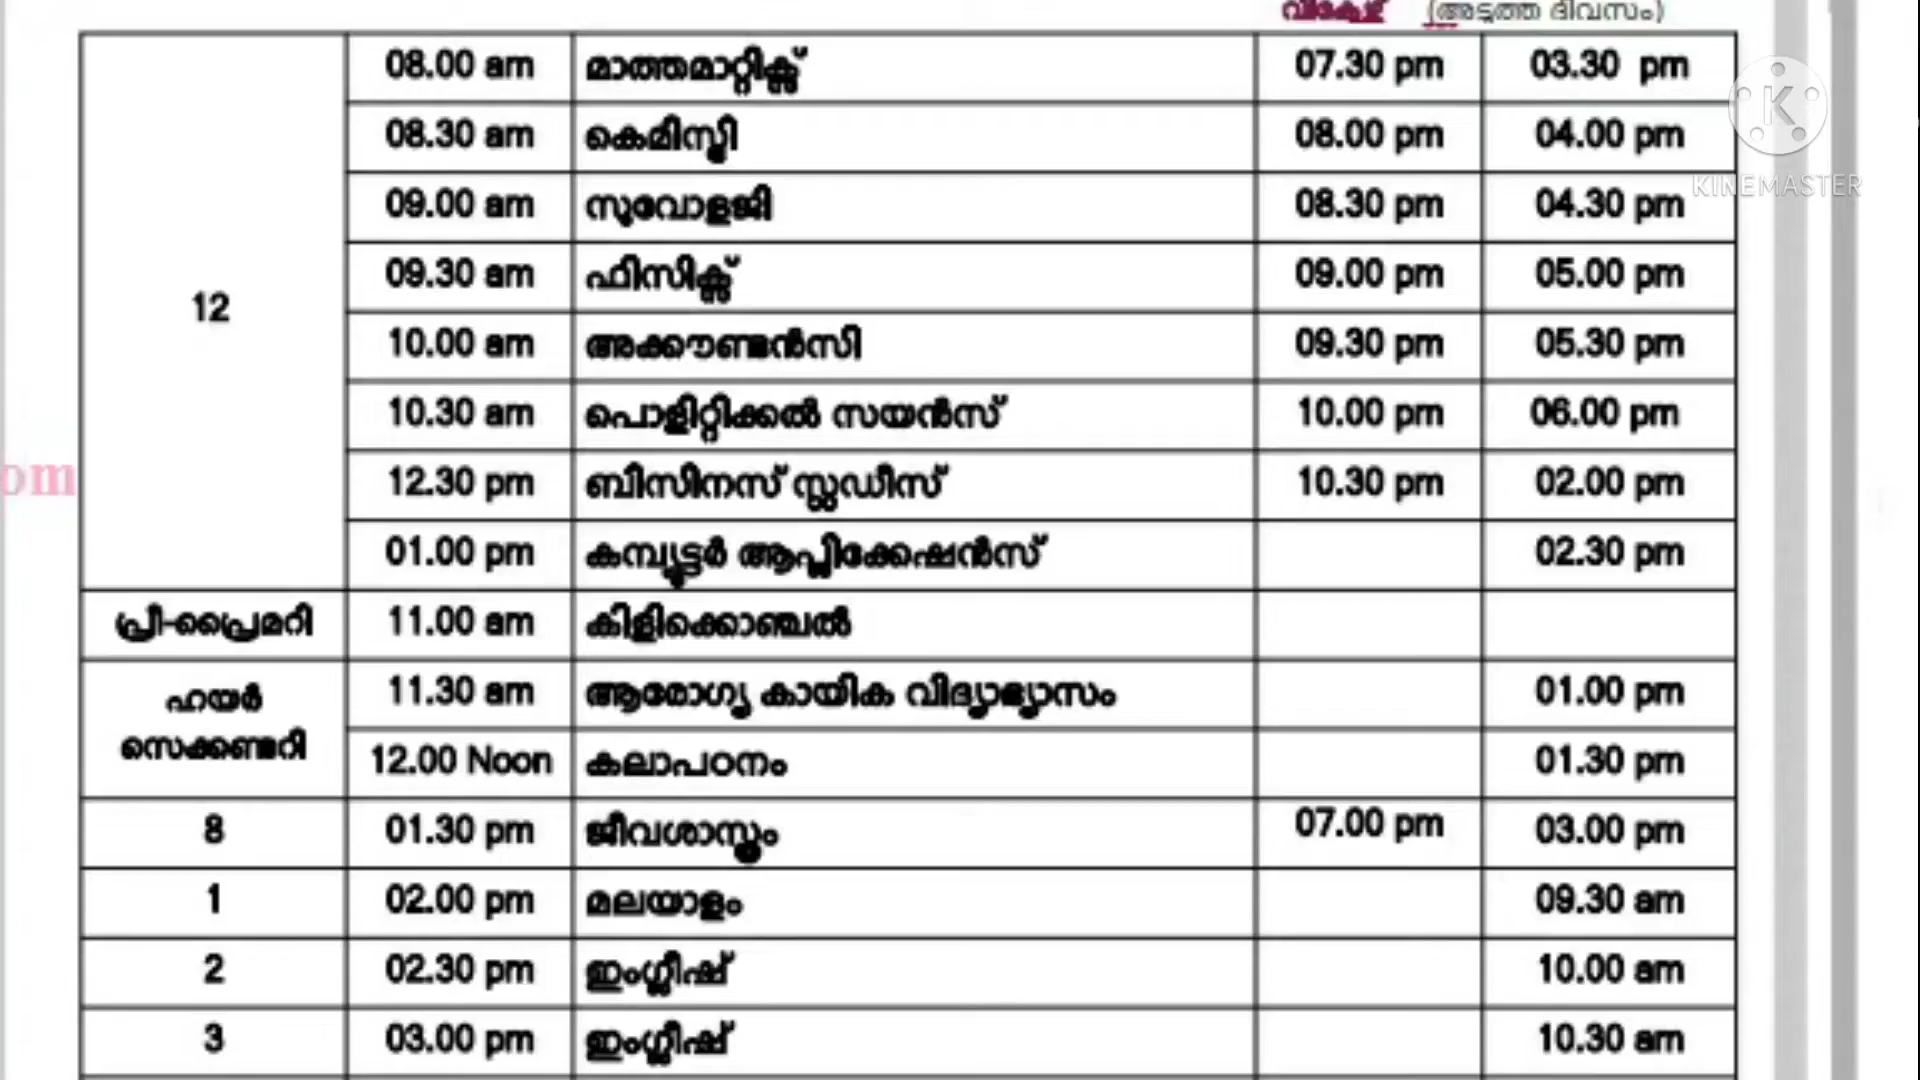 വൈകിട്ട് (അടുത്ത ദിവസം)
08.00 am മാത്തമാറ്റിക്സ് 07.30 pm 03.30 pm
08.30 am കെമിസ്ട്രി 08.00 pm 04.00 pm
09.00 am സുവോളജി 08.30 pm 04.30 pm
12 09.30 am ഫിസിക്സ് 09.00 pm 05.00 pm
10.00 am അക്കൗണ്ടൻസി 09.30 pm 05.30 pm
10.30 am പൊളിറ്റിക്കൽ സയൻസ് 10.00 pm 06.00 pm
12.30 pm ബിസിനസ് സ്റ്റഡീസ് 10.30 pm 02.00 pm
01.00 pm കമ്പ്യൂട്ടർ ആപ്ലിക്കേഷൻസ് 02.30 pm
പ്രീ-പ്രൈമറി 11.00 am കിളിക്കൊഞ്ചൽ
ഹയർ സെക്കണ്ടറി 11.30 am ആരോഗ്യ കായിക വിദ്യാഭ്യാസം 01.00 pm
12.00 Noon കലാപഠനം 01.30 pm
8 01.30 pm ജീവശാസ്ത്രം 07.00 pm 03.00 pm
1 02.00 pm മലയാളം 09.30 am
2 02.30 pm ഇംഗ്ലീഷ് 10.00 am
3 03.00 pm ഇംഗ്ലീഷ് 10.30 am
om
K
KINEMASTER